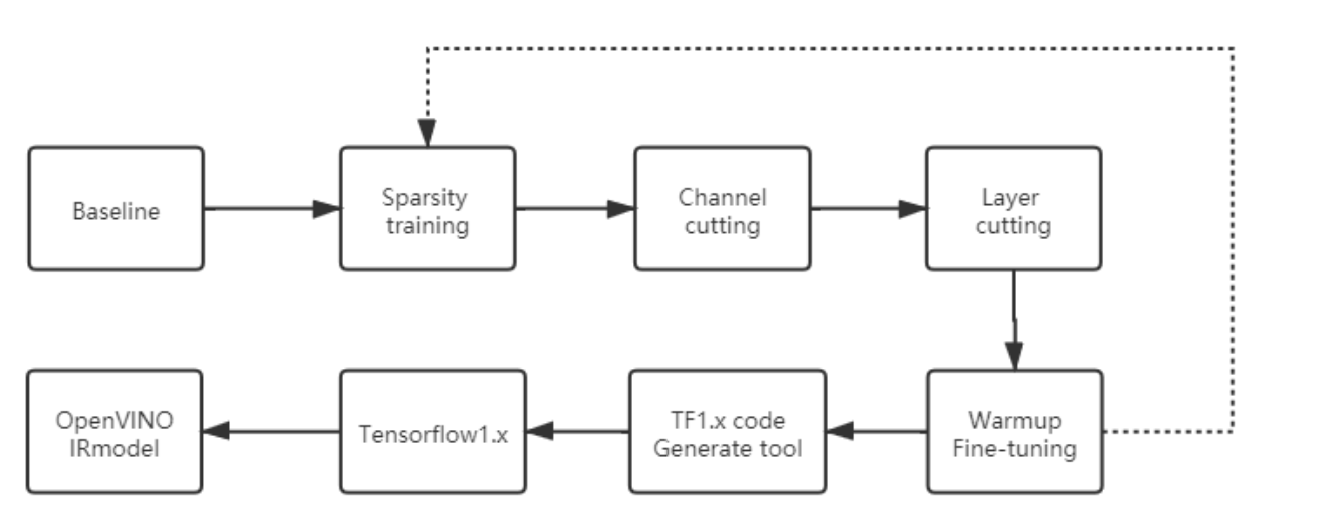 Baseline
Sparsity
training
Channel
cutting
Layer
cutting
OpenVINO
IRmodel
Tensorflow1.x
TF1.x code
Generate tool
Warmup
Fine-tuning